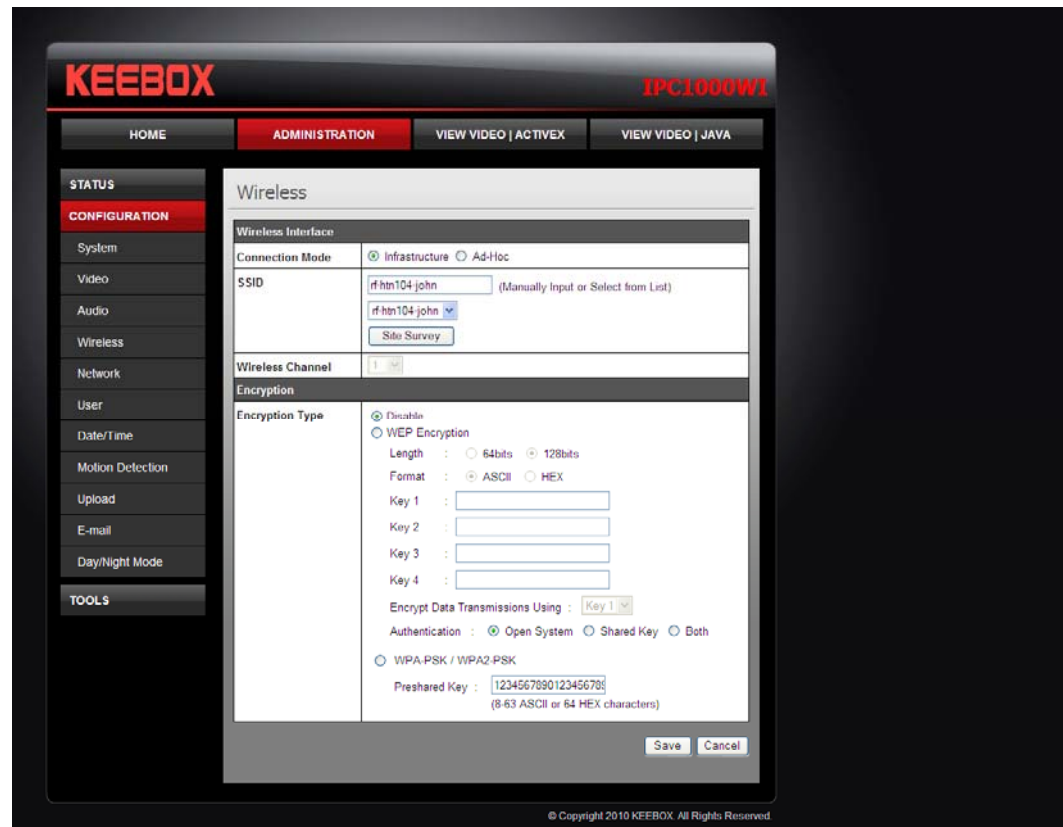 KEEBOX
IPC1000WI
HOME
ADMINISTRATION
VIEW VIDEO | ACTIVEX
VIEW VIDEO | JAVA
STATUS
CONFIGURATION
System
Video
Audio
Wireless
Network
User
Date/Time
Motion Detection
Upload
E-mail
Day/Night Mode
TOOLS
Wireless
Wireless Interface
Connection Mode
Infrastructure Ad-Hoc
SSID
rf-htn104-john (Manually Input or Select from List)
rf-htn104-john
Site Survey
Wireless Channel
1
Encryption
Encryption Type
Disable
WEP Encryption
Length : 64bits 128bits
Format : ASCII HEX
Key 1 :
Key 2 :
Key 3 :
Key 4 :
Encrypt Data Transmissions Using : Key 1
Authentication : Open System Shared Key Both
WPA-PSK / WPA2-PSK
Preshared Key : 1234567890123456789
(8-63 ASCII or 64 HEX characters)
Save Cancel
© Copyright 2010 KEEBOX. All Rights Reserved.